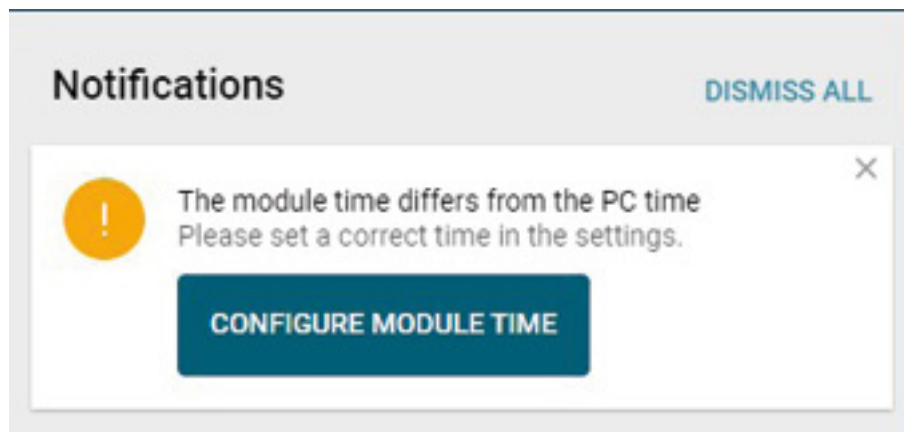 Notifications
DISMISS ALL
The module time differs from the PC time
Please set a correct time in the settings.
CONFIGURE MODULE TIME